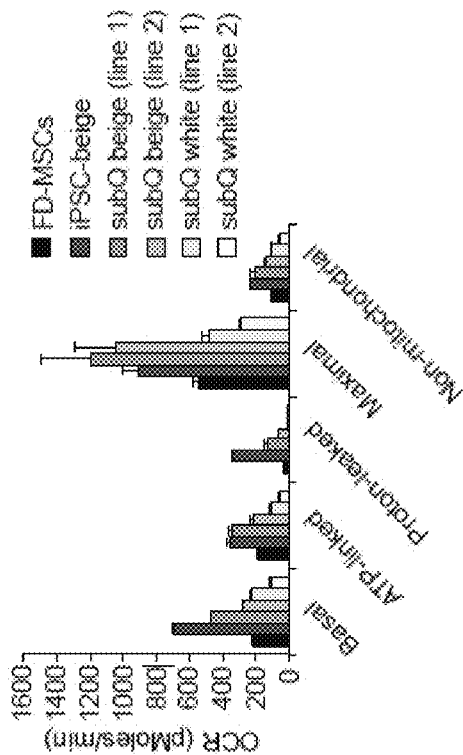 OCR
(pMoles/min)
1600
1400
1200
1000
800
600
400
200
0
Basal
ATP-linked
Proton-leaked
Maximal
Non-mitochondrial
FD-MSCs
iPSC-beige
subQ beige (line 1)
subQ beige (line 2)
subQ white (line 1)
subQ white (line 2)